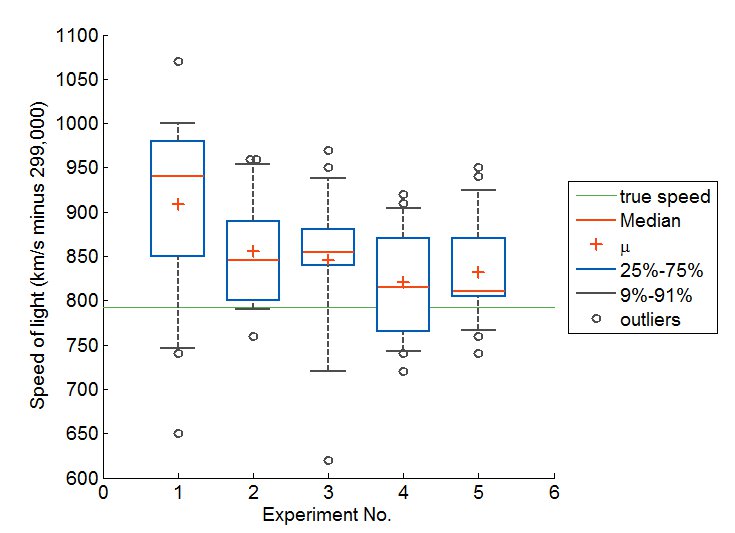 1100
1050
1000
950
900
850
800
750
700
650
600
Speed of light (km/s minus 299,000)
0 1 2 3 4 5 6
Experiment No.
true speed
Median
μ
25%-75%
9%-91%
outliers